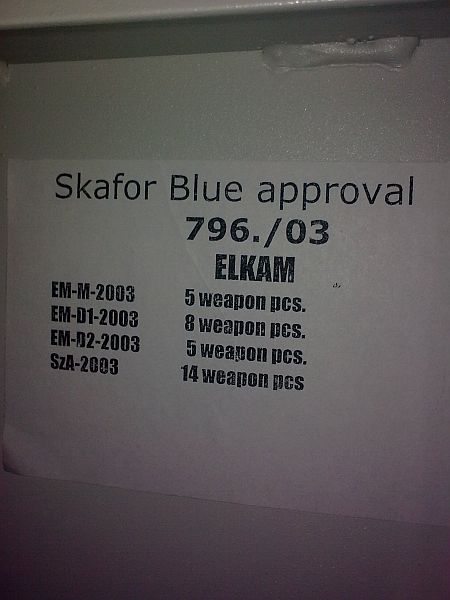 Skafor Blue approval
796./03
ELKAM
EM-M-2003 5 weapon pcs.
EM-D1-2003 8 weapon pcs.
EM-D2-2003 5 weapon pcs.
SzA-2003 14 weapon pcs